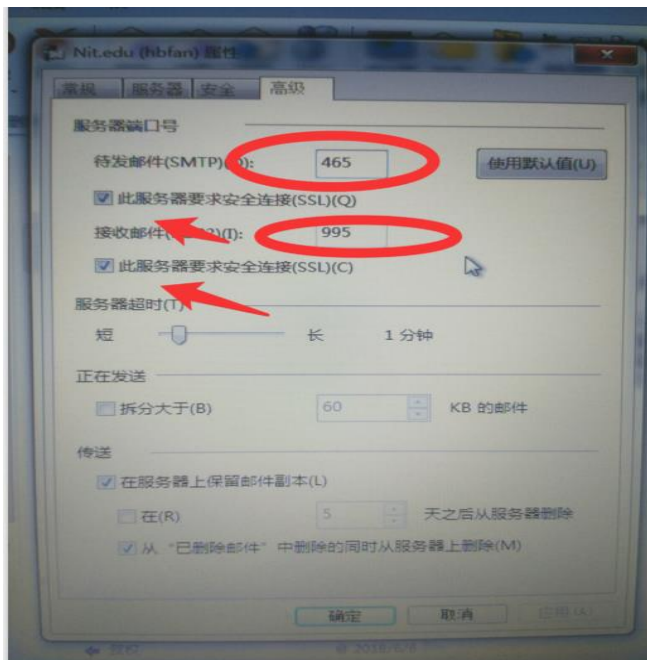 Nit.edu (hbfan) 属性
常规 服务器 安全 高级
服务器端口号
待发邮件(SMTP)(O): 465 使用默认值(U)
此服务器要求安全连接(SSL)(Q)
接收邮件 (I): 995
此服务器要求安全连接(SSL)(C)
服务器超时(T)
短 长 1 分钟
正在发送
拆分大于(B) 60 KB 的邮件
传送
在服务器上保留邮件副本(L)
在(R) 5 天之后从服务器删除
从 "已删除邮件" 中删除的同时从服务器上删除(M)
确定 取消 应用(A)